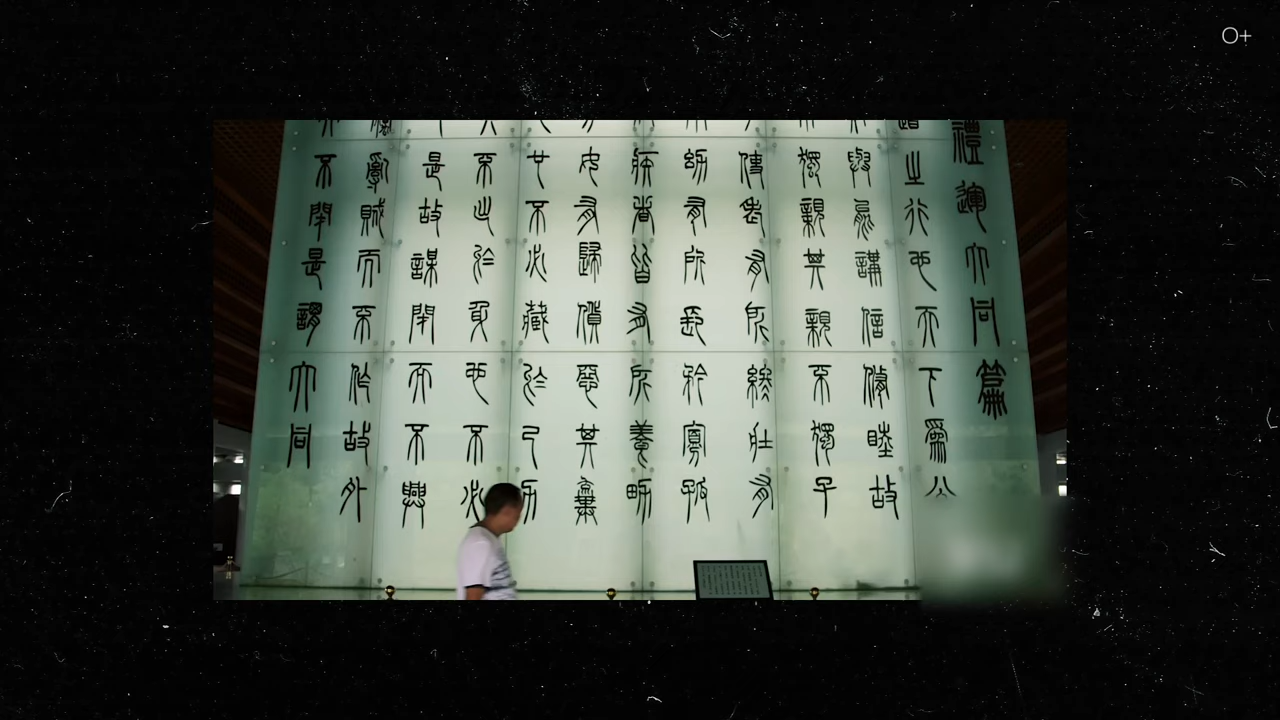 O+
禮運大同篇
之行也天下爲公
與能講信修睦故
獨親其親不獨子
使老有所終壯有
幼有所長矜寡孤
疾者皆有所養男
女有歸貨惡其棄
也不必藏於己力
不出於身也不必
是故謀閉而不興
亂賊而不作故外
不閉是謂大同